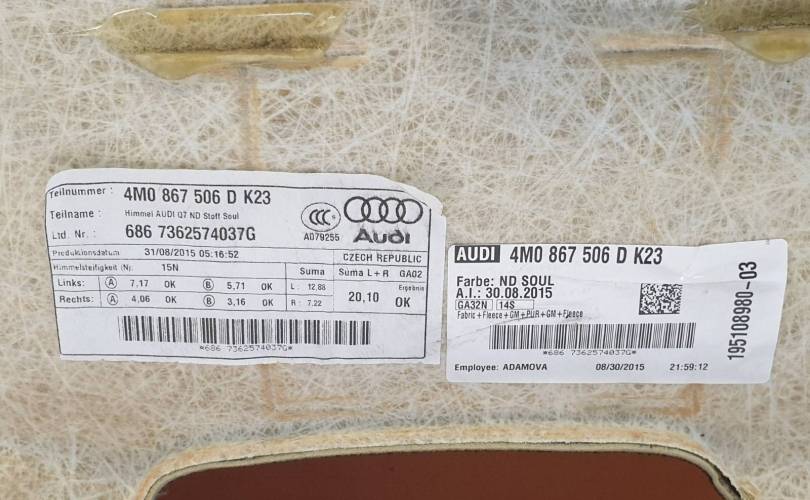 Teilnummer : 4M0 867 506 D K23
Teilname : Himmel AUDI Q7 ND Stoff Soul
Lfd. Nr.: 686 7362574037G
CCC
A079255
Audi
Produktionsdatum 31/08/2015 05:16:52 CZECH REPUBLIC
Himmelsteifigkeit (N): 15N Summa Suma L + R GA02
Links: A 7,17 OK B 5,71 OK L : 12,88 20,10 Ergebnis OK
Rechts: A 4,06 OK B 3,16 OK R : 7.22
*686 7362574037G*
AUDI 4M0 867 506 D K23
Farbe: ND SOUL
A.I.: 30.08.2015
GA32N 14S
Fabric + Fleece + GM + PUR + GM + Fleece
*686 7362574037G*
Employee: ADAMOVA 08/30/2015 21:59:12
195108980-03